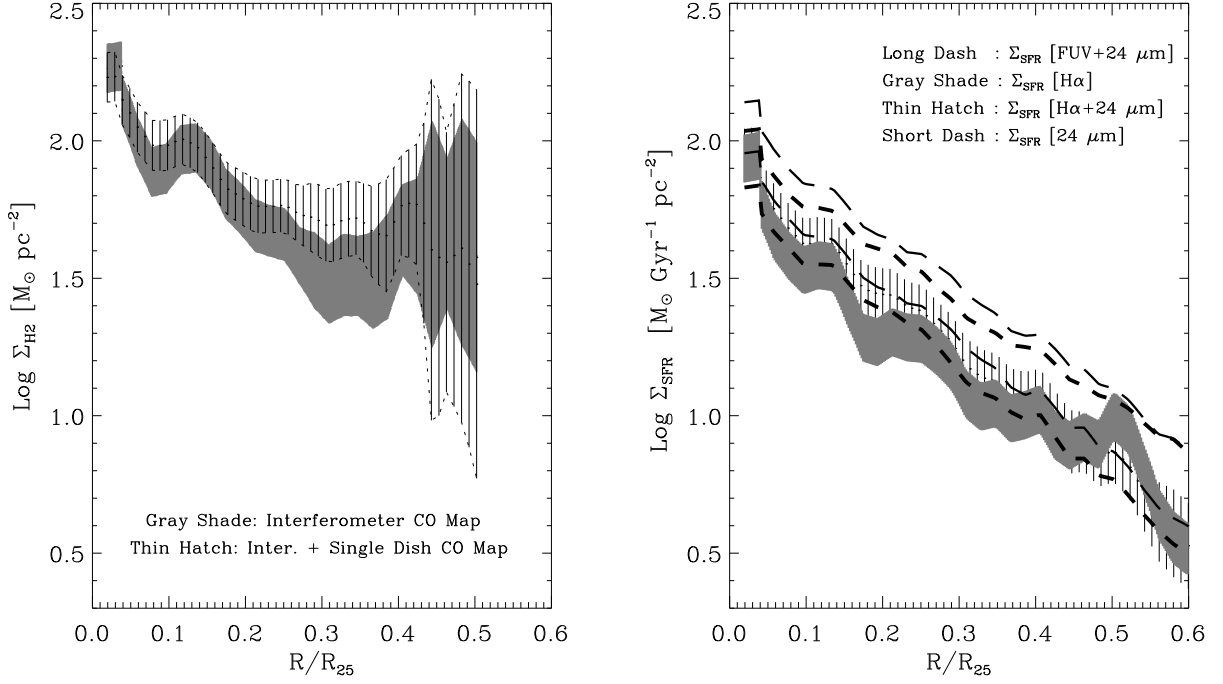 2.5
2.0
1.5
1.0
0.5
Log Σ_H2 [M⊙ pc⁻²]
Gray Shade: Interferometer CO Map
Thin Hatch: Inter. + Single Dish CO Map
0.0 0.1 0.2 0.3 0.4 0.5 0.6
R/R₂₅
2.5
2.0
1.5
1.0
0.5
Log Σ_SFR [M⊙ Gyr⁻¹ pc⁻²]
Long Dash : Σ_SFR [FUV+24 μm]
Gray Shade : Σ_SFR [Hα]
Thin Hatch : Σ_SFR [Hα+24 μm]
Short Dash : Σ_SFR [24 μm]
0.0 0.1 0.2 0.3 0.4 0.5 0.6
R/R₂₅